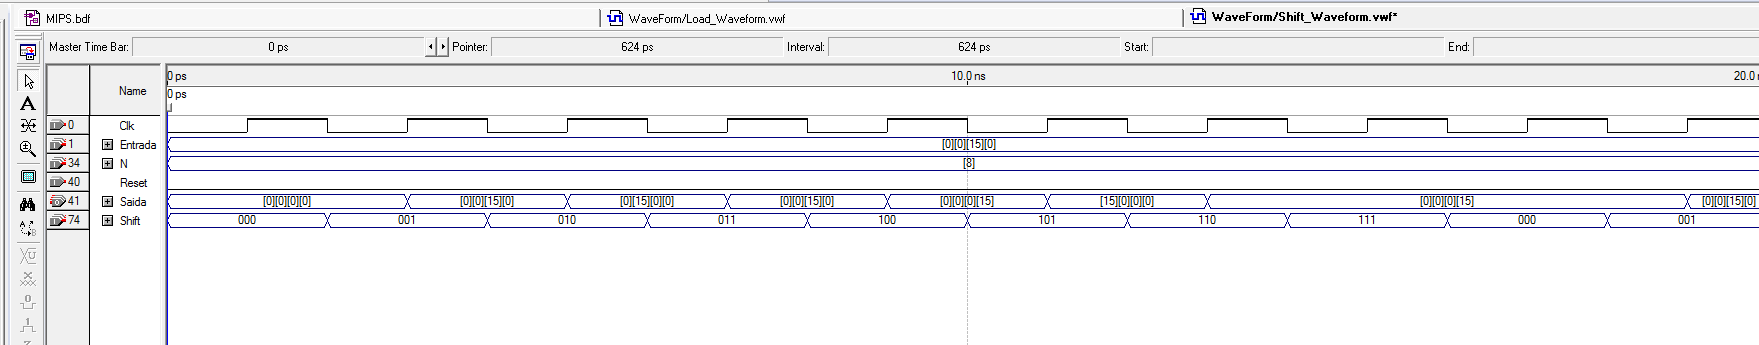 MIPS.bdf WaveForm/Load_Waveform.vwf WaveForm/Shift_Waveform.vwf*
Master Time Bar: 0 ps Pointer: 624 ps Interval: 624 ps Start: End:
Name 0 ps 10.0 ns 20.0
0 ps
0 Clk
1 Entrada [0][0][15][0]
34 N [8]
40 Reset
41 Saida [0][0][0][0] [0][0][15][0] [0][15][0][0] [0][0][15][0] [0][0][0][15] [15][0][0][0] [0][0][0][15] [0][0][15][0]
74 Shift 000 001 010 011 100 101 110 111 000 001